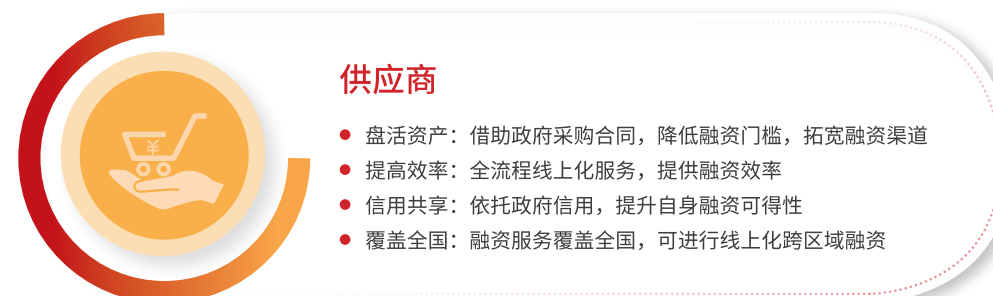 供应商
盘活资产：借助政府采购合同，降低融资门槛，拓宽融资渠道
提高效率：全流程线上化服务，提供融资效率
信用共享：依托政府信用，提升自身融资可得性
覆盖全国：融资服务覆盖全国，可进行线上化跨区域融资
¥